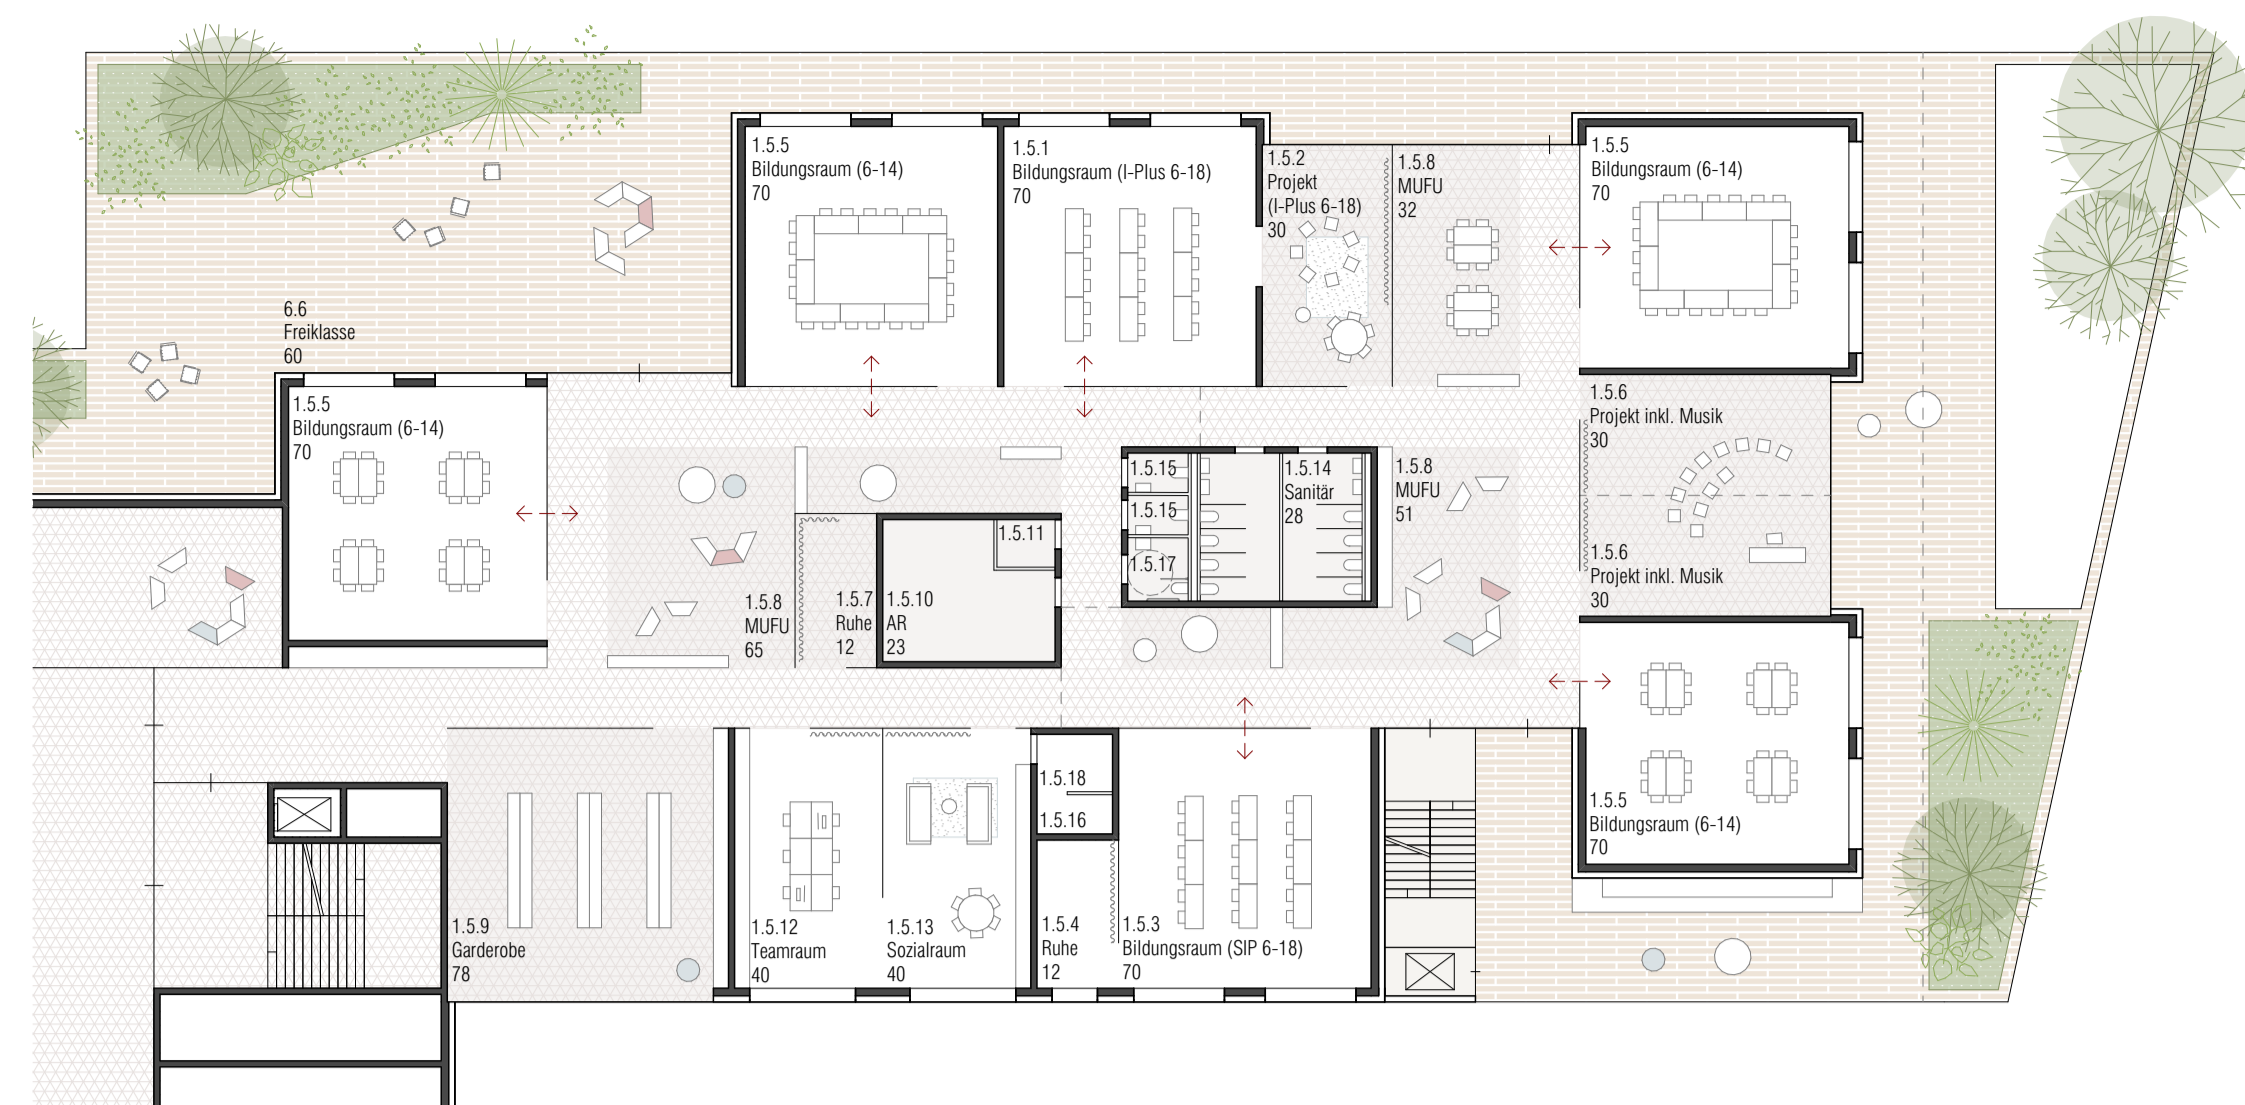 1.5.5
Bildungsraum (6-14)
70
1.5.1
Bildungsraum (I-Plus 6-18)
70
1.5.2
Projekt
(I-Plus 6-18)
30
1.5.8
MUFU
32
1.5.5
Bildungsraum (6-14)
70
6.6
Freiklasse
60
1.5.5
Bildungsraum (6-14)
70
1.5.6
Projekt inkl. Musik
30
1.5.15
1.5.15
1.5.17
1.5.14
Sanitär
28
1.5.8
MUFU
51
1.5.11
1.5.6
Projekt inkl. Musik
30
1.5.8
MUFU
65
1.5.7
Ruhe
12
1.5.10
AR
23
1.5.18
1.5.16
1.5.5
Bildungsraum (6-14)
70
1.5.9
Garderobe
78
1.5.12
Teamraum
40
1.5.13
Sozialraum
40
1.5.4
Ruhe
12
1.5.3
Bildungsraum (SIP 6-18)
70